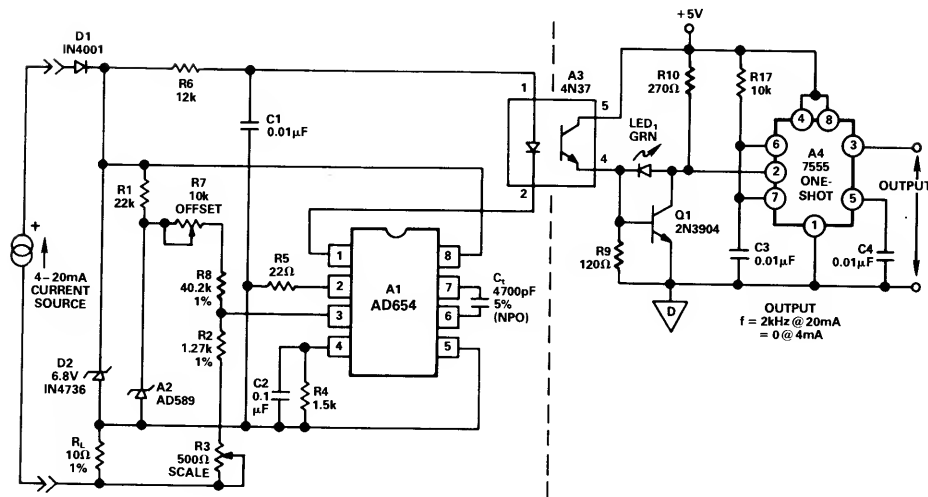 D1
IN4001
R6
12k
C1
0.01μF
R1
22k
R7
10k
OFFSET
+
4–20mA
CURRENT
SOURCE
R8
40.2k
1%
R5
22Ω
R2
1.27k
1%
D2
6.8V
IN4736
A2
AD589
C2
0.1
μF
R4
1.5k
RL
10Ω
1%
R3
500Ω
SCALE
1
2
3
4
A1
AD654
8
7
6
5
Ct
4700pF
5%
(NPO)
A3
4N37
1
2
5
4
+5V
R10
270Ω
R17
10k
LED1
GRN
Q1
2N3904
R9
120Ω
D
C3
0.01μF
4
8
6
2
7
3
5
1
A4
7555
ONE-
SHOT
C4
0.01μF
OUTPUT
OUTPUT
f = 2kHz @ 20mA
= 0 @ 4mA